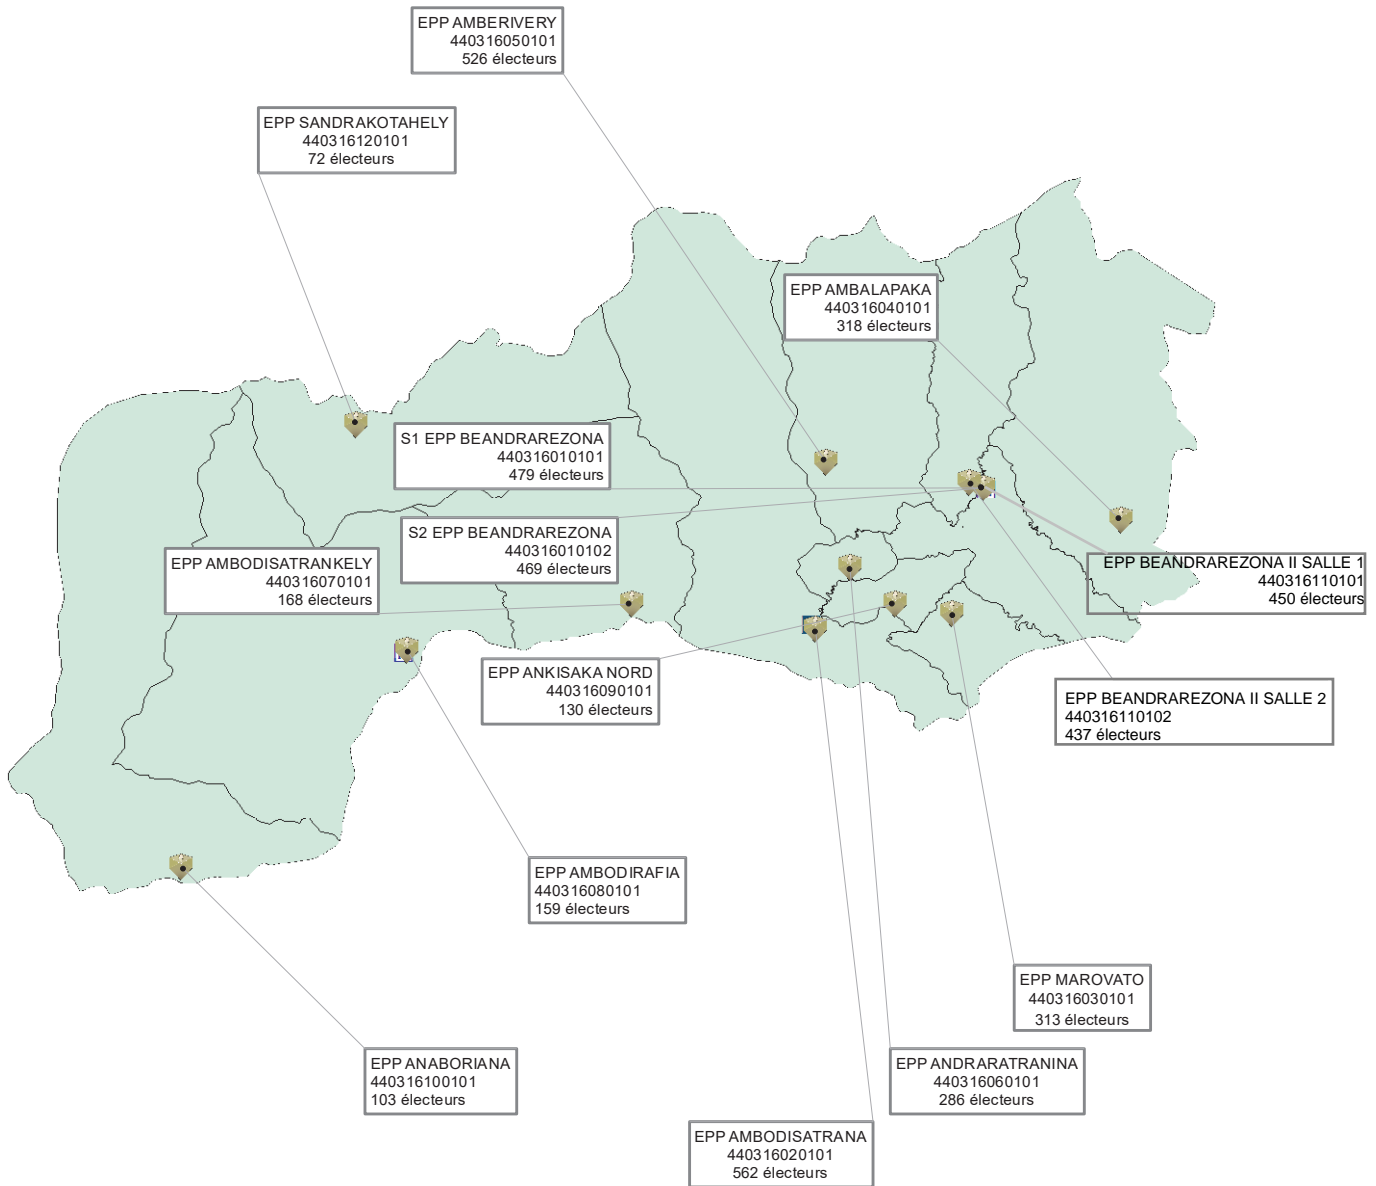 EPP AMBERIVERY
440316050101
526 électeurs
EPP SANDRAKOTAHELY
440316120101
72 électeurs
EPP AMBALAPAKA
440316040101
318 électeurs
S1 EPP BEANDRAREZONA
440316010101
479 électeurs
S2 EPP BEANDRAREZONA
440316010102
469 électeurs
EPP AMBODISATRANKELY
440316070101
168 électeurs
EPP BEANDRAREZONA II SALLE 1
440316110101
450 électeurs
EPP ANKISAKA NORD
440316090101
130 électeurs
EPP BEANDRAREZONA II SALLE 2
440316110102
437 électeurs
EPP AMBODIRAFIA
440316080101
159 électeurs
EPP MAROVATO
440316030101
313 électeurs
EPP ANABORIANA
440316100101
103 électeurs
EPP ANDRARATRANINA
440316060101
286 électeurs
EPP AMBODISATRANA
440316020101
562 électeurs